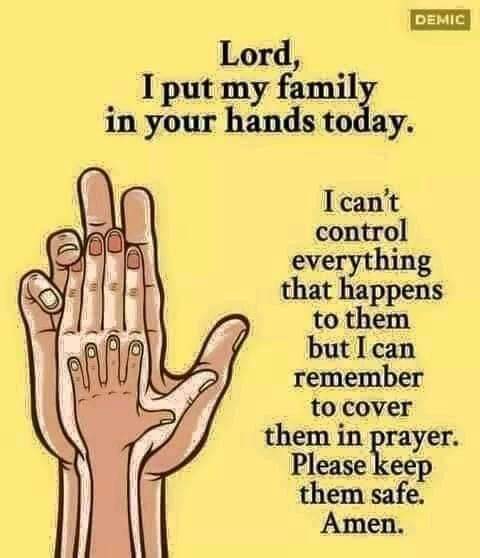 DEMIC
Lord,
I put my family
in your hands today.
I can't
control
everything
that happens
to them
but I can
remember
to cover
them in prayer.
Please keep
them safe.
Amen.